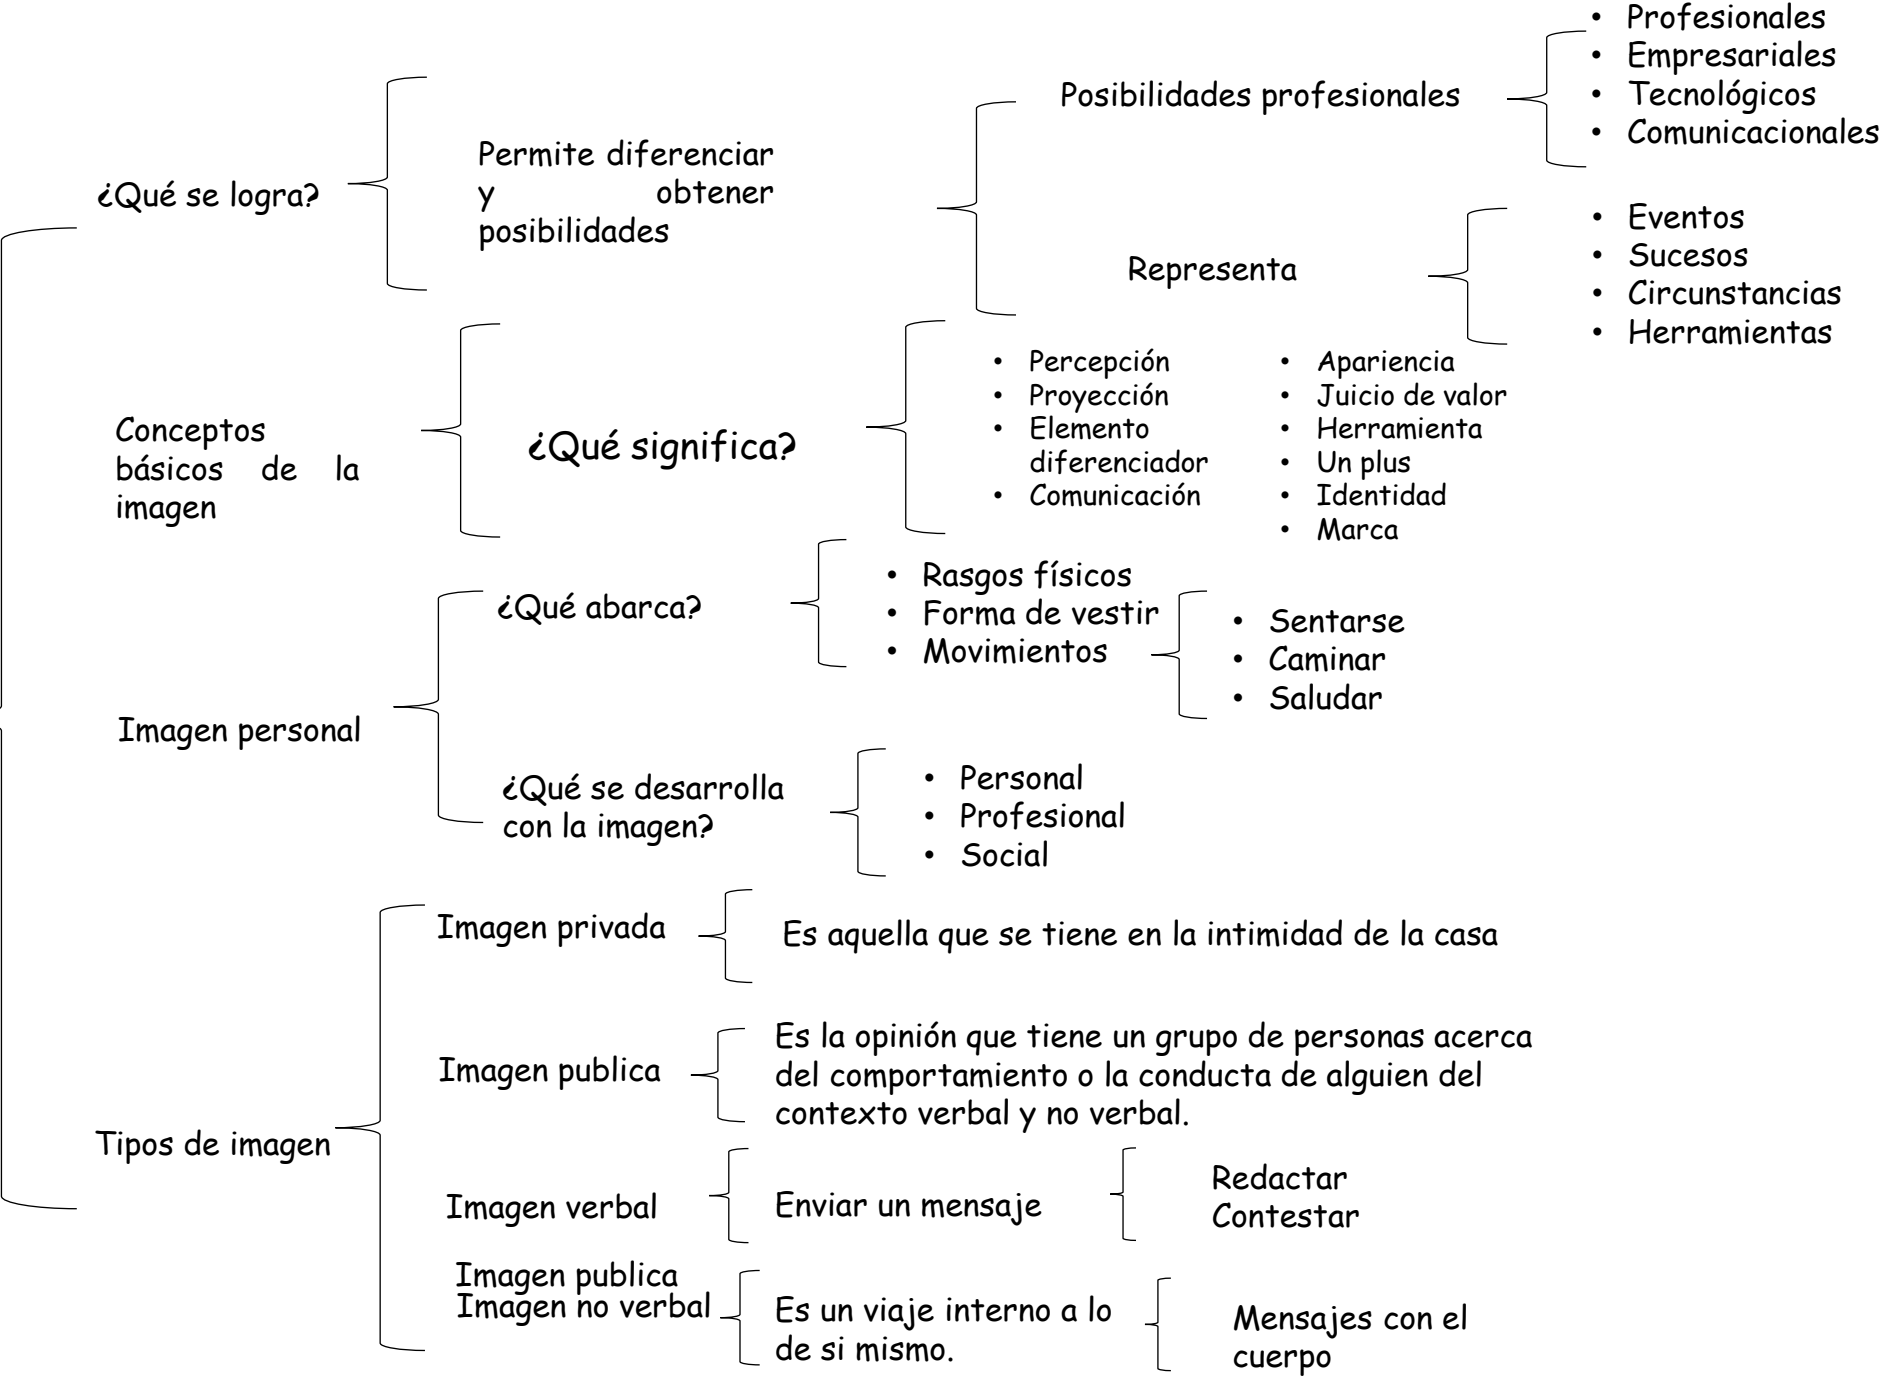 ¿Qué se logra?
Permite diferenciar
y obtener
posibilidades
Posibilidades profesionales
• Profesionales
• Empresariales
• Tecnológicos
• Comunicacionales
Representa
• Eventos
• Sucesos
• Circunstancias
• Herramientas
Conceptos
básicos de la
imagen
¿Qué significa?
• Percepción
• Proyección
• Elemento
diferenciador
• Comunicación
• Apariencia
• Juicio de valor
• Herramienta
• Un plus
• Identidad
• Marca
Imagen personal
¿Qué abarca?
• Rasgos físicos
• Forma de vestir
• Movimientos
• Sentarse
• Caminar
• Saludar
¿Qué se desarrolla
con la imagen?
• Personal
• Profesional
• Social
Tipos de imagen
Imagen privada
Es aquella que se tiene en la intimidad de la casa
Imagen publica
Es la opinión que tiene un grupo de personas acerca
del comportamiento o la conducta de alguien del
contexto verbal y no verbal.
Imagen verbal
Enviar un mensaje
Redactar
Contestar
Imagen publica
Imagen no verbal
Es un viaje interno a lo
de si mismo.
Mensajes con el
cuerpo